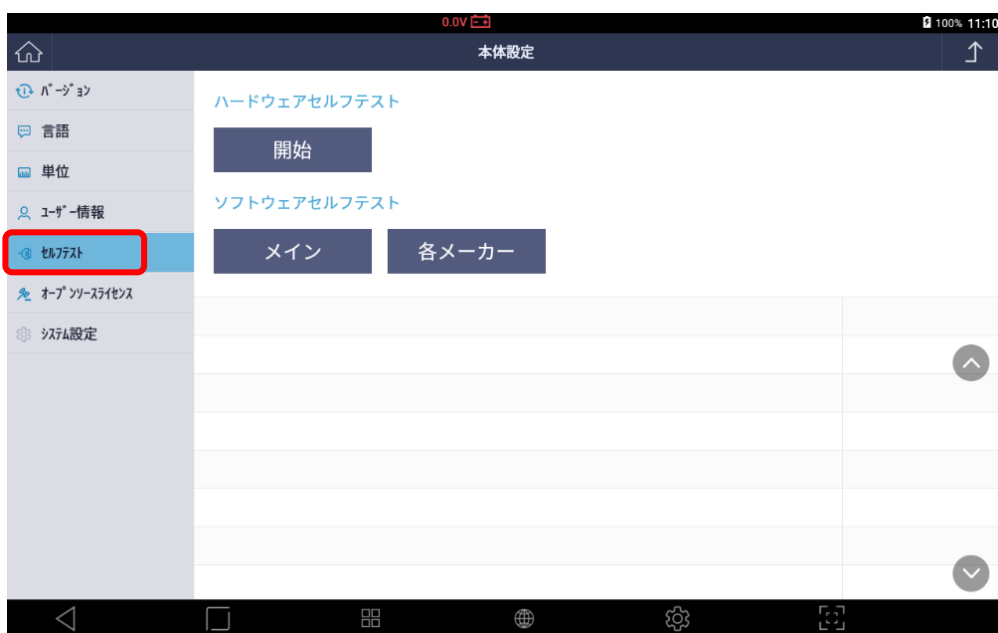 0.0V
100% 11:10
本体設定
ﾊﾞｰｼﾞｮﾝ
言語
単位
ﾕｰｻﾞｰ情報
ｾﾙﾌﾃｽﾄ
ｵｰﾌﾟﾝｿｰｽﾗｲｾﾝｽ
ｼｽﾃﾑ設定
ハードウェアセルフテスト
開始
ソフトウェアセルフテスト
メイン 各メーカー